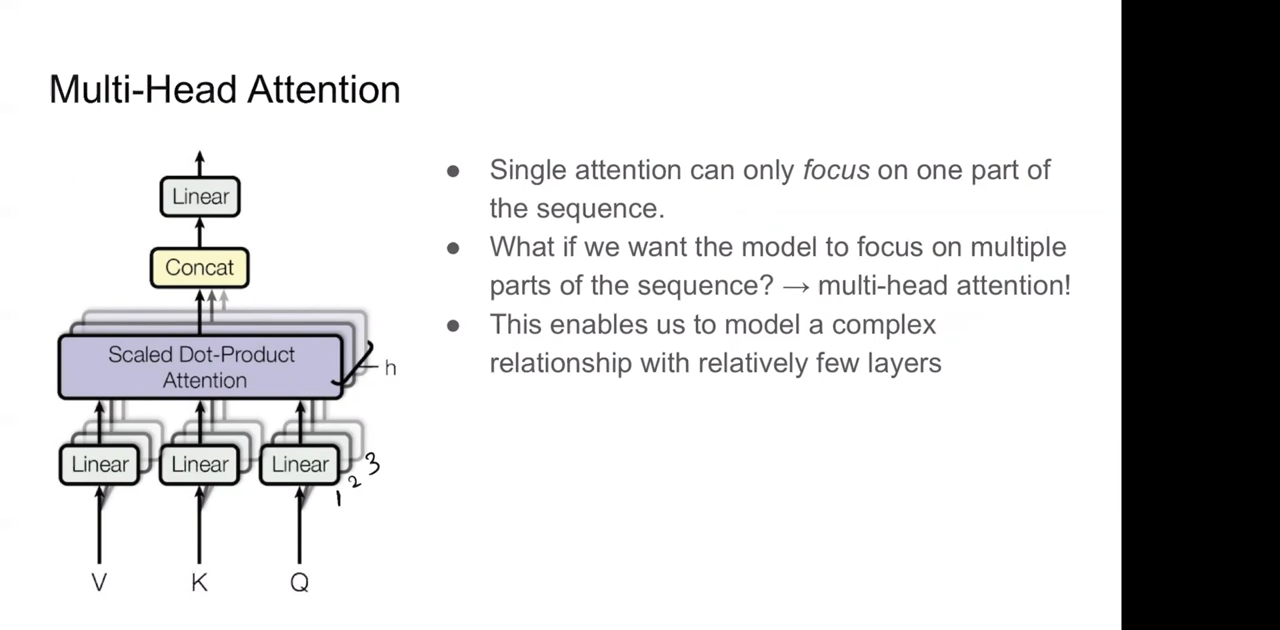 Multi-Head Attention
Linear
Concat
Scaled Dot-Product
Attention
h
Linear
Linear
Linear
1 2 3
V
K
Q
● Single attention can only focus on one part of
the sequence.
● What if we want the model to focus on multiple
parts of the sequence? → multi-head attention!
● This enables us to model a complex
relationship with relatively few layers